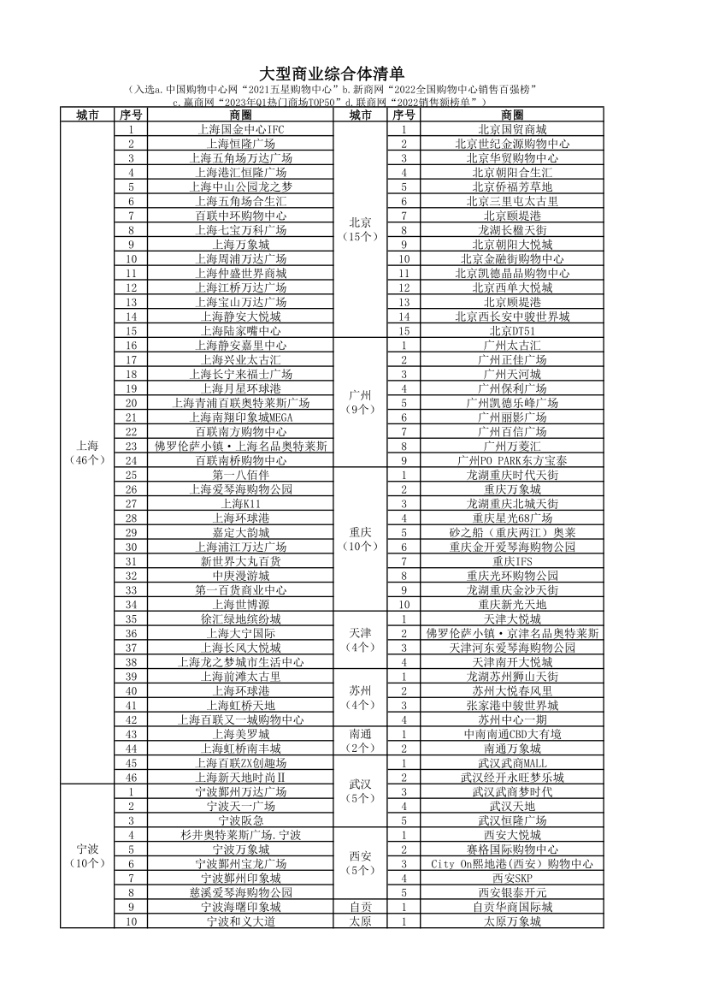 大型商业综合体清单
（入选a.中国购物中心网“2021五星购物中心”b.新商网“2022全国购物中心销售百强榜”
c.赢商网“2023年Q1热门商场TOP50”d.联商网“2022销售额榜单”）
城市 序号 商圈 城市 序号 商圈
1 上海国金中心IFC 1 北京国贸商城
2 上海恒隆广场 2 北京世纪金源购物中心
3 上海五角场万达广场 3 北京华贸购物中心
4 上海港汇恒隆广场 4 北京朝阳合生汇
5 上海中山公园龙之梦 5 北京侨福芳草地
6 上海五角场合生汇 6 北京三里屯太古里
7 百联中环购物中心 北京 7 北京颐堤港
8 上海七宝万科广场 （15个） 8 龙湖长楹天街
9 上海万象城 9 北京朝阳大悦城
10 上海周浦万达广场 10 北京金融街购物中心
11 上海仲盛世界商城 11 北京凯德晶品购物中心
12 上海江桥万达广场 12 北京西单大悦城
13 上海宝山万达广场 13 北京顾堤港
14 上海静安大悦城 14 北京西长安中骏世界城
15 上海陆家嘴中心 15 北京DT51
16 上海静安嘉里中心 1 广州太古汇
17 上海兴业太古汇 2 广州正佳广场
18 上海长宁来福士广场 3 广州天河城
19 上海月星环球港 广州 4 广州保利广场
20 上海青浦百联奥特莱斯广场 （9个） 5 广州凯德乐峰广场
21 上海南翔印象城MEGA 6 广州丽影广场
22 百联南方购物中心 7 广州百信广场
上海 23 佛罗伦萨小镇·上海名品奥特莱斯 8 广州万菱汇
（46个） 24 百联南桥购物中心 9 广州PO PARK东方宝泰
25 第一八佰伴 1 龙湖重庆时代天街
26 上海爱琴海购物公园 2 重庆万象城
27 上海K11 3 龙湖重庆北城天街
28 上海环球港 4 重庆星光68广场
29 嘉定大韵城 重庆 5 砂之船（重庆两江）奥莱
30 上海浦江万达广场 （10个） 6 重庆金开爱琴海购物公园
31 新世界大丸百货 7 重庆IFS
32 中庚漫游城 8 重庆光环购物公园
33 第一百货商业中心 9 龙湖重庆金沙天街
34 上海世博源 10 重庆新光天地
35 徐汇绿地缤纷城 1 天津大悦城
36 上海大宁国际 天津 2 佛罗伦萨小镇·京津名品奥特莱斯
37 上海长风大悦城 （4个） 3 天津河东爱琴海购物公园
38 上海龙之梦城市生活中心 4 天津南开大悦城
39 上海前滩太古里 1 龙湖苏州狮山天街
40 上海环球港 苏州 2 苏州大悦春风里
41 上海虹桥天地 （4个） 3 张家港中骏世界城
42 上海百联又一城购物中心 4 苏州中心一期
43 上海美罗城 南通 1 中南南通CBD大有境
44 上海虹桥南丰城 （2个） 2 南通万象城
45 上海百联ZX创趣场 1 武汉武商MALL
46 上海新天地时尚Ⅱ 武汉 2 武汉经开永旺梦乐城
1 宁波鄞州万达广场 （5个） 3 武汉武商梦时代
2 宁波天一广场 4 武汉天地
3 宁波阪急 5 武汉恒隆广场
4 杉井奥特莱斯广场.宁波 1 西安大悦城
宁波 5 宁波万象城 西安 2 赛格国际购物中心
（10个） 6 宁波鄞州宝龙广场 （5个） 3 City On熙地港(西安）购物中心
7 宁波鄞州印象城 4 西安SKP
8 慈溪爱琴海购物公园 5 西安银泰开元
9 宁波海曙印象城 自贡 1 自贡华商国际城
10 宁波和义大道 太原 1 太原万象城